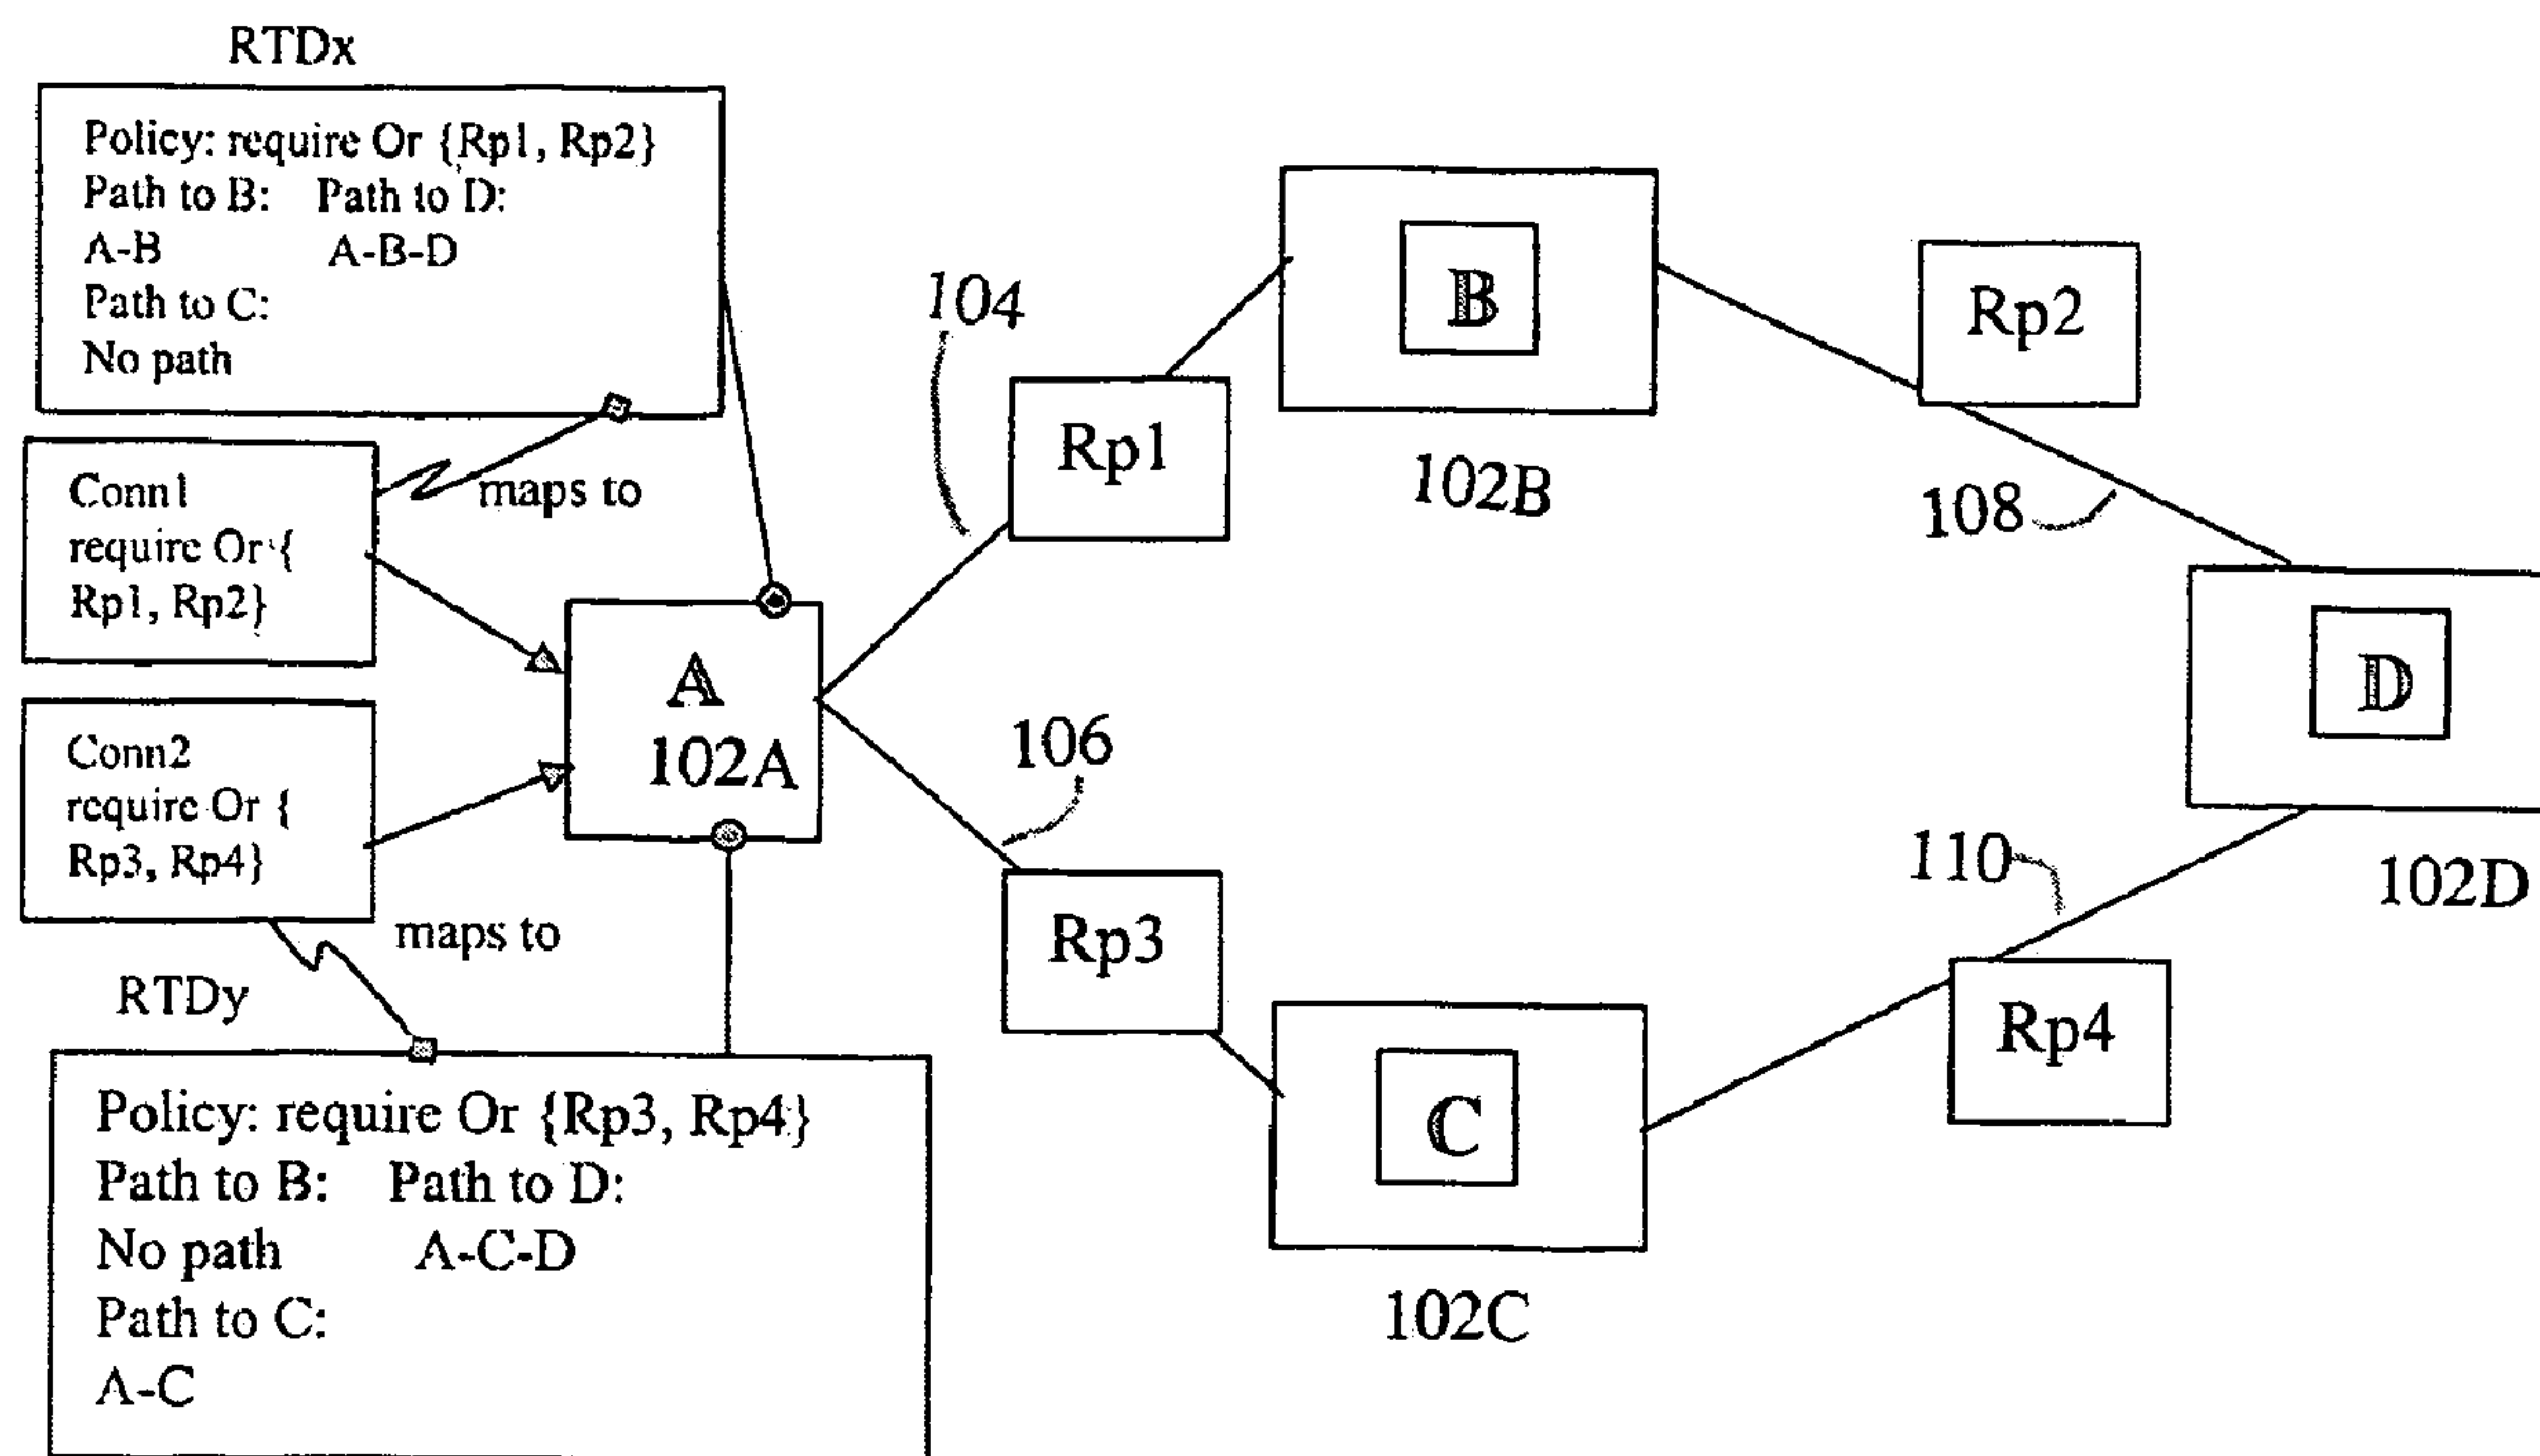 RTDx
Policy: require Or {Rp1, Rp2}
Path to B: Path to D:
A-B A-B-D
Path to C:
No path
Conn1
require Or {
Rp1, Rp2}
maps to
Conn2
require Or {
Rp3, Rp4}
maps to
RTDy
Policy: require Or {Rp3, Rp4}
Path to B: Path to D:
No path A-C-D
Path to C:
A-C
A
102A
104
Rp1
B
102B
Rp2
108
D
102D
106
Rp3
C
102C
110
Rp4